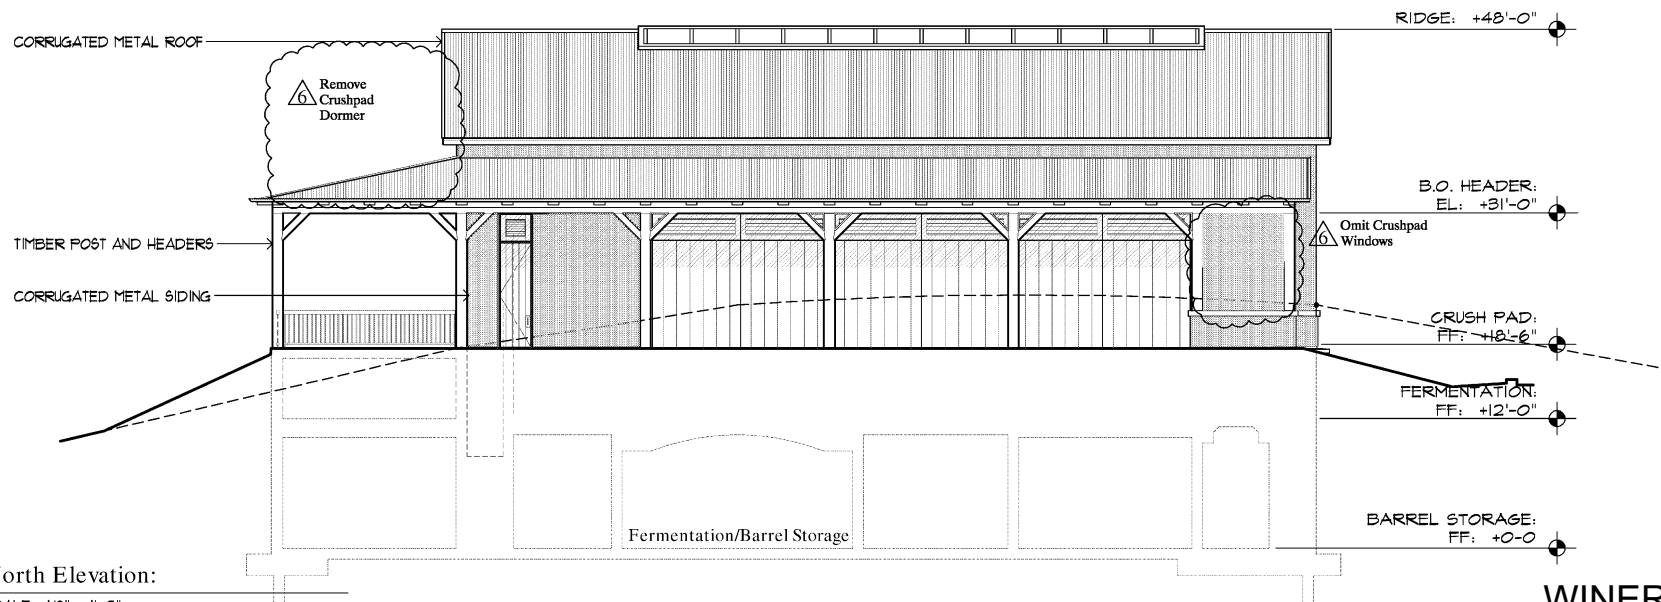 RIDGE: +48'-0"
CORRUGATED METAL ROOF
6
Remove
Crushpad
Dormer
B.O. HEADER:
EL: +31'-0"
6
Omit Crushpad
Windows
TIMBER POST AND HEADERS
CORRUGATED METAL SIDING
CRUSH PAD:
FF: +18'-6"
FERMENTATION:
FF: +12'-0"
BARREL STORAGE:
FF: +0-0
Fermentation/Barrel Storage
orth Elevation:
WINER